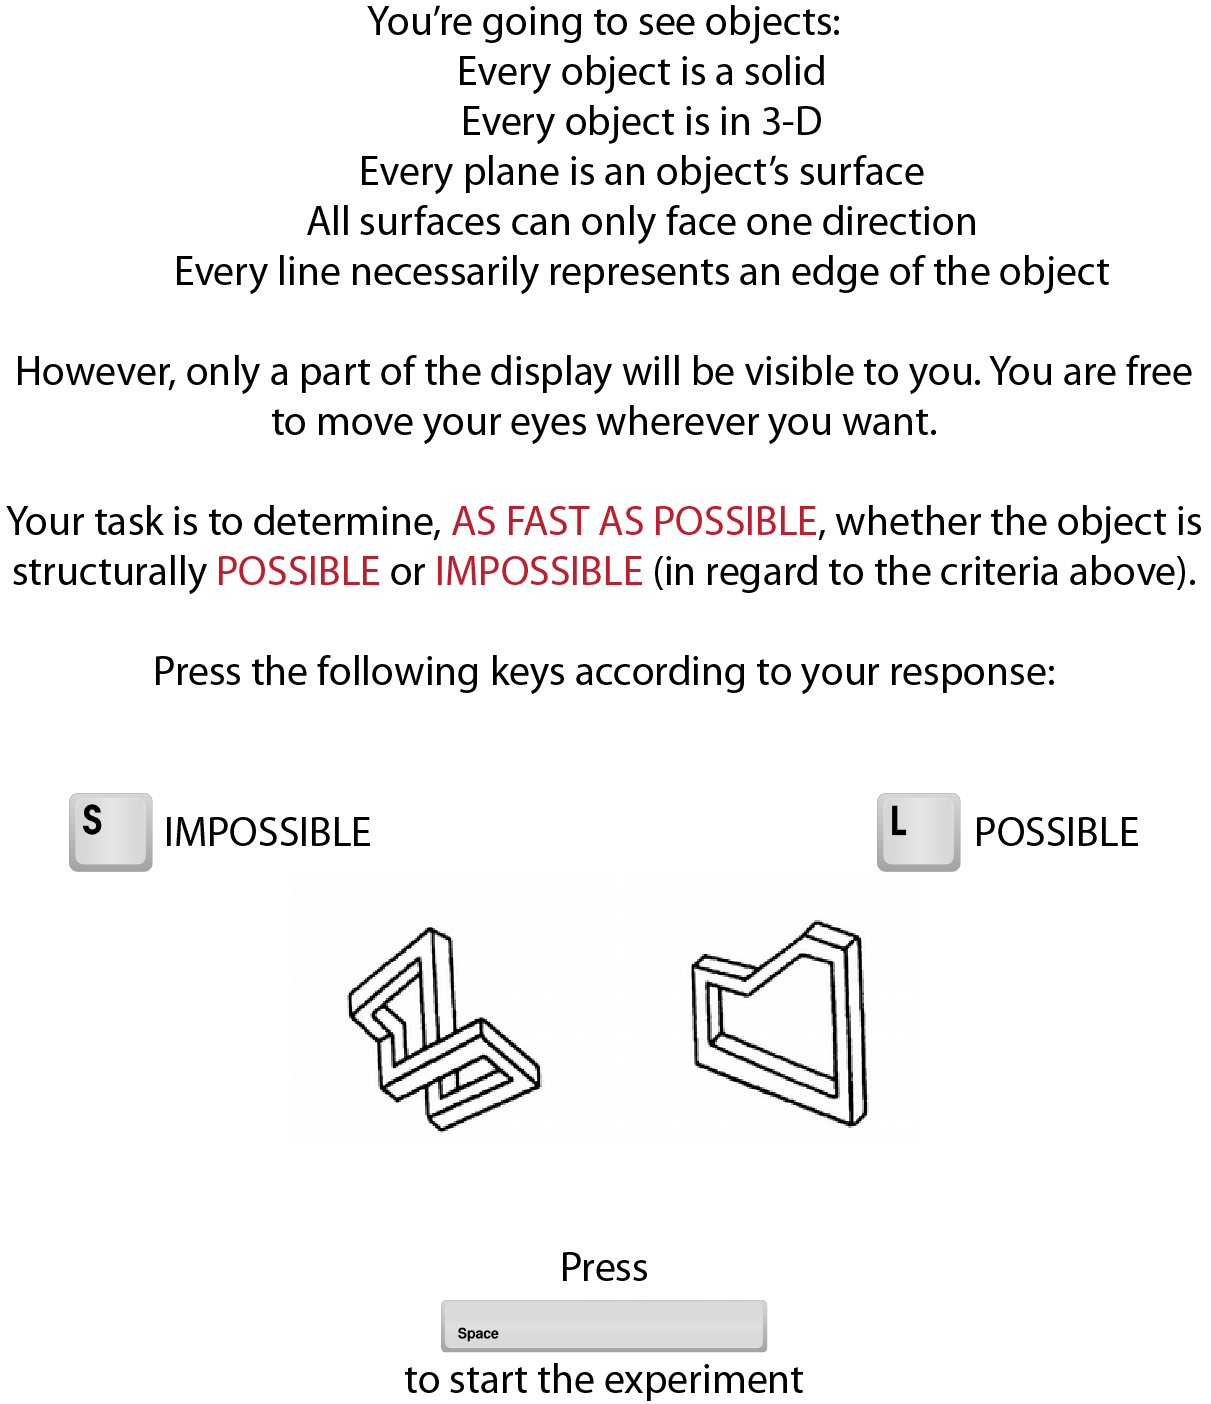 You're going to see objects:
Every object is a solid
Every object is in 3-D
Every plane is an object's surface
All surfaces can only face one direction
Every line necessarily represents an edge of the object
However, only a part of the display will be visible to you. You are free
to move your eyes wherever you want.
Your task is to determine, AS FAST AS POSSIBLE, whether the object is
structurally POSSIBLE or IMPOSSIBLE (in regard to the criteria above).
Press the following keys according to your response:
S IMPOSSIBLE
L POSSIBLE
Press
Space
to start the experiment